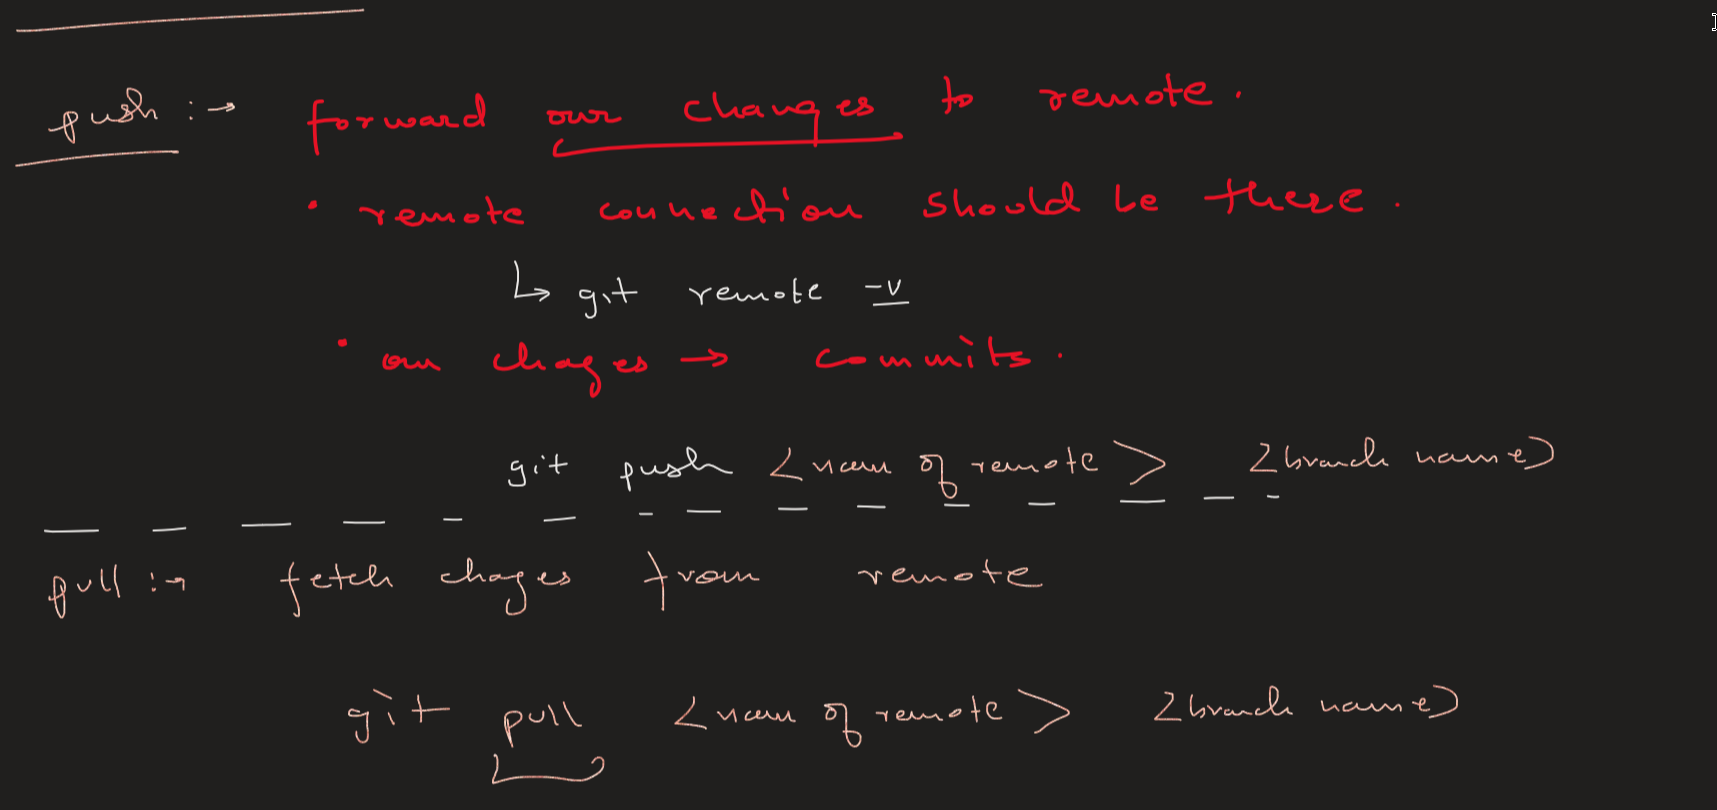 push :→ forward our changes to remote.
• remote connection should be there.
↳ git remote -v
• our chages → commits.
git push <nam of remote> <branch name>
pull :→ fetch chages from remote
git pull <nam of remote> <branch name>